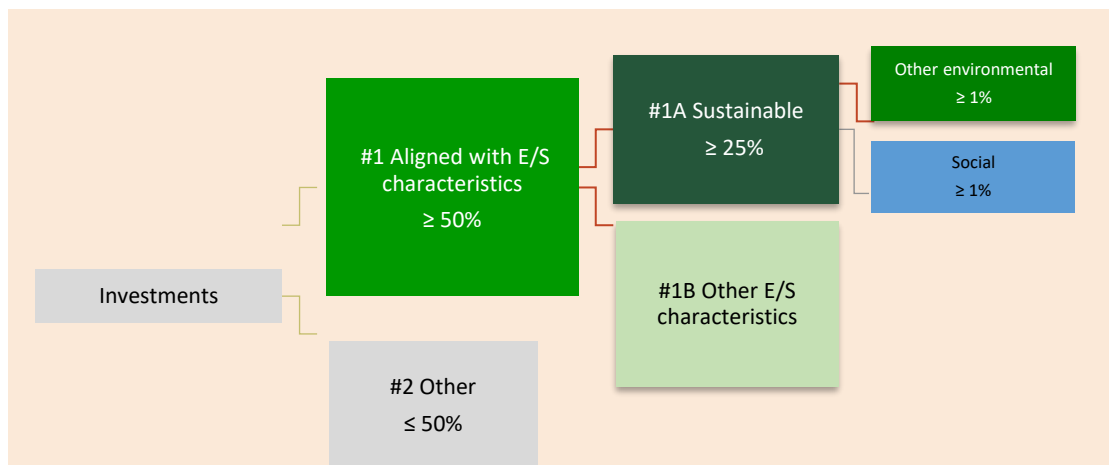 Investments
#1 Aligned with E/S
characteristics
≥ 50%
#2 Other
≤ 50%
#1A Sustainable
≥ 25%
#1B Other E/S
characteristics
Other environmental
≥ 1%
Social
≥ 1%